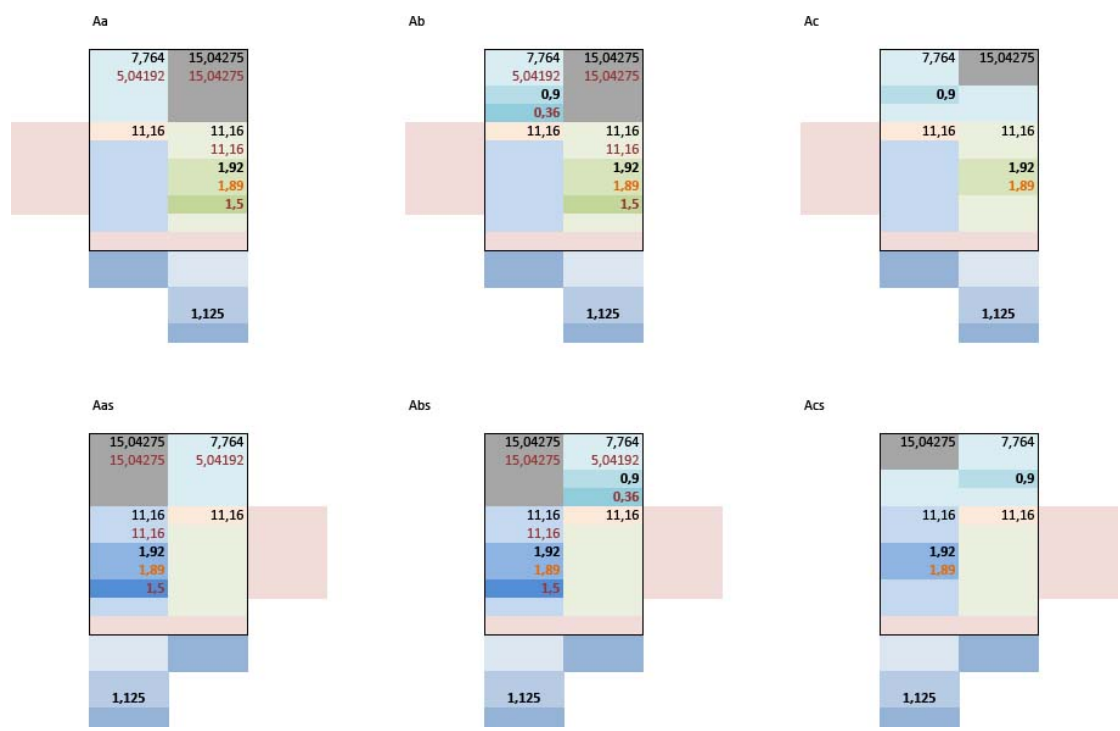 Aa Ab Ac
7,764 15,04275 7,764 15,04275 7,764 15,04275
5,04192 15,04275 5,04192 15,04275
0,9 0,9
0,36
11,16 11,16 11,16 11,16 11,16 11,16
11,16 11,16
1,92 1,92 1,92
1,89 1,89 1,89
1,5 1,5
1,125 1,125 1,125
Aas Abs Acs
15,04275 7,764 15,04275 7,764 15,04275 7,764
15,04275 5,04192 15,04275 5,04192
0,9 0,9
0,36
11,16 11,16 11,16 11,16 11,16 11,16
11,16 11,16
1,92 1,92 1,92
1,89 1,89 1,89
1,5 1,5
1,125 1,125 1,125